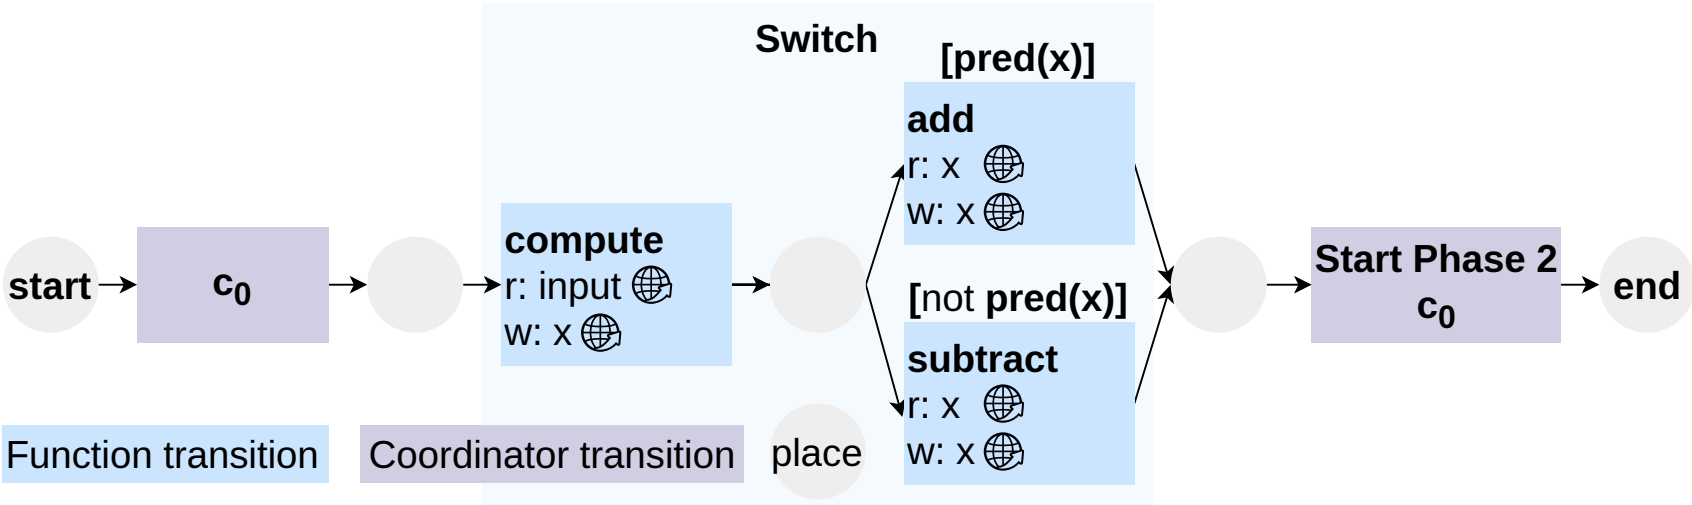 Switch
start
c0
compute
r: input
w: x
[pred(x)]
add
r: x
w: x
[not pred(x)]
subtract
r: x
w: x
Start Phase 2
c0
end
Function transition
Coordinator transition
place